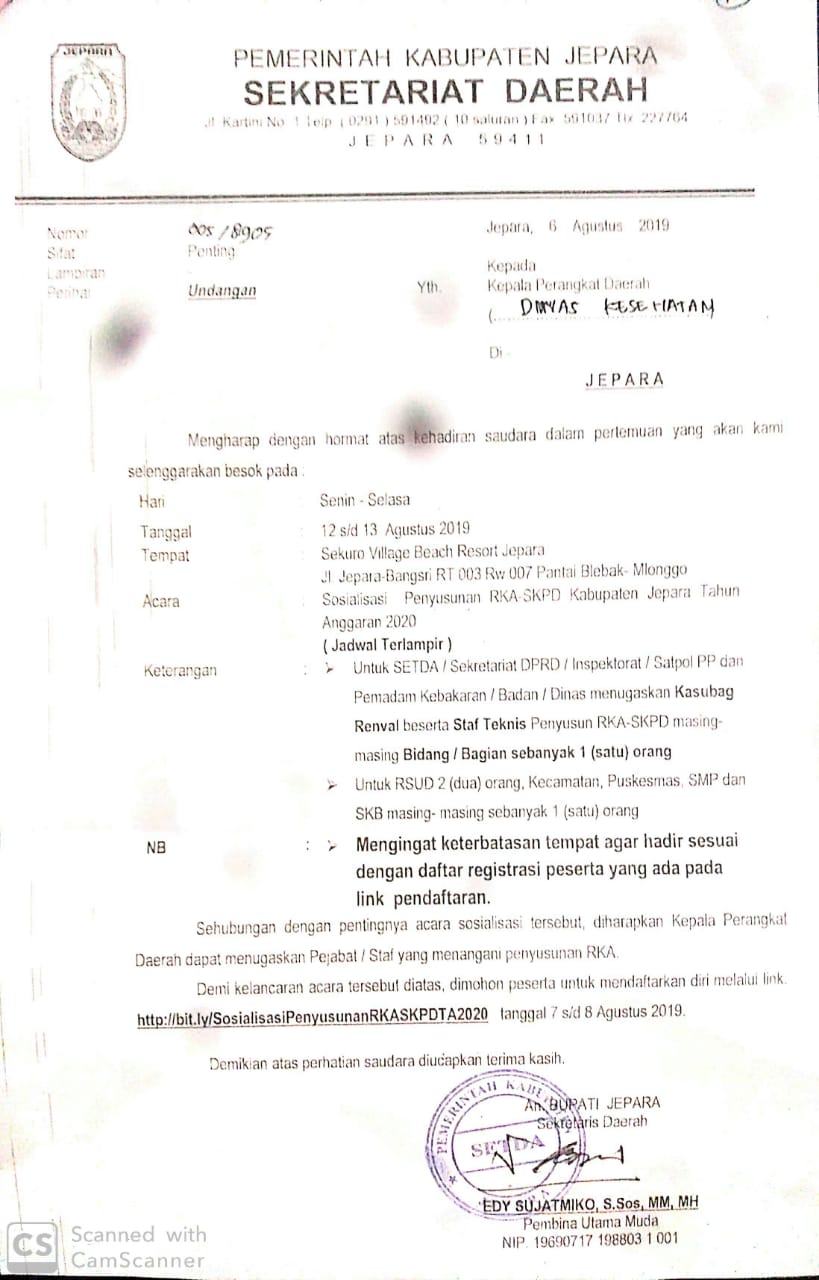 JEPARA
PEMERINTAH KABUPATEN JEPARA
SEKRETARIAT DAERAH
Jl. Kartini No. 1 Telp. ( 0291 ) 591492 ( 10 saluran ) Fax. 591037 Tlx. 227764
JEPARA 59411
Jepara, 6 Agustus 2019
Nomor 005/8905
Sifat Penting
Lampiran -
Perihal Undangan
Kepada
Yth. Kepala Perangkat Daerah
(.... DINAS KESEHATAN
Di -
JEPARA
Mengharap dengan hormat atas kehadiran saudara dalam pertemuan yang akan kami
selenggarakan besok pada :
Hari : Senin - Selasa
Tanggal : 12 s/d 13 Agustus 2019
Tempat : Sekuro Village Beach Resort Jepara
Jl. Jepara-Bangsri RT 003 Rw 007 Pantai Blebak- Mlonggo
Acara : Sosialisasi Penyusunan RKA-SKPD Kabupaten Jepara Tahun
Anggaran 2020
( Jadwal Terlampir )
Keterangan : ➢ Untuk SETDA / Sekretariat DPRD / Inspektorat / Satpol PP dan
Pemadam Kebakaran / Badan / Dinas menugaskan Kasubag
Renval beserta Staf Teknis Penyusun RKA-SKPD masing-
masing Bidang / Bagian sebanyak 1 (satu) orang
➢ Untuk RSUD 2 (dua) orang, Kecamatan, Puskesmas, SMP dan
SKB masing- masing sebanyak 1 (satu) orang
NB : ➢ Mengingat keterbatasan tempat agar hadir sesuai
dengan daftar registrasi peserta yang ada pada
link pendaftaran.
Sehubungan dengan pentingnya acara sosialisasi tersebut, diharapkan Kepala Perangkat
Daerah dapat menugaskan Pejabat / Staf yang menangani penyusunan RKA.
Demi kelancaran acara tersebut diatas, dimohon peserta untuk mendaftarkan diri melalui link.
http://bit.ly/SosialisasiPenyusunanRKASKPDTA2020 tanggal 7 s/d 8 Agustus 2019.
Demikian atas perhatian saudara diucapkan terima kasih.
An. BUPATI JEPARA
Sekretaris Daerah
PEMERINTAH KABU
SETDA
EDY SUJATMIKO, S.Sos, MM, MH
Pembina Utama Muda
NIP. 19690717 198803 1 001
CS Scanned with
CamScanner